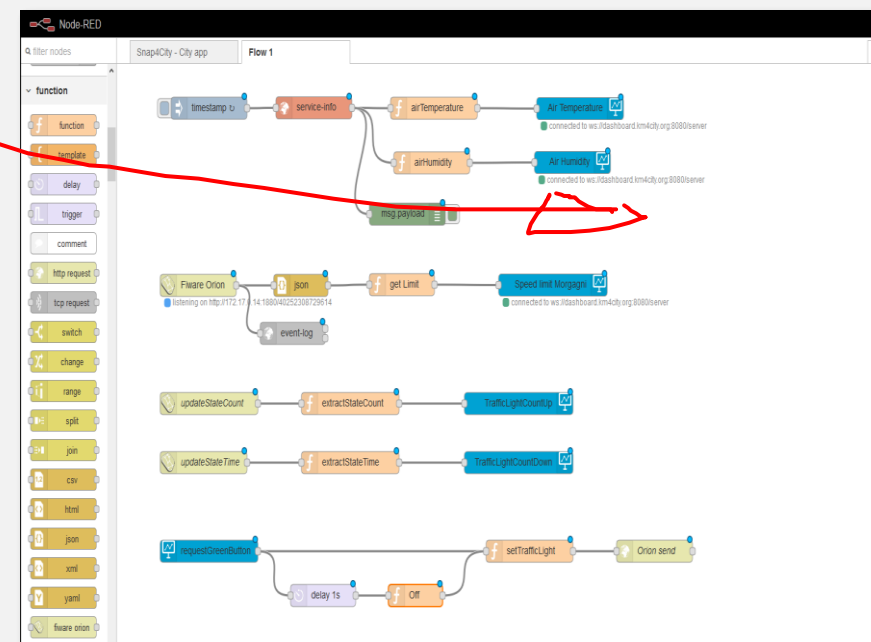 Node-RED
filter nodes
Snap4City - City app
Flow 1
function
function
template
delay
trigger
comment
http request
tcp request
switch
change
range
split
join
csv
html
json
xml
yaml
fiware orion
timestamp ↻
service-info
airTemperature
Air Temperature
connected to ws://dashboard.km4city.org:8080/server
airHumidity
Air Humidity
connected to ws://dashboard.km4city.org:8080/server
msg.payload
Fiware Orion
json
get Limit
Speed limit Morgagni
listening on http://172.17.0.14:1880/40252308729614
connected to ws://dashboard.km4city.org:8080/server
event-log
updateStateCount
extractStateCount
TrafficLightCountUp
updateStateTime
extractStateTime
TrafficLightCountDown
requestGreenButton
setTrafficLight
Orion send
delay 1s
Off